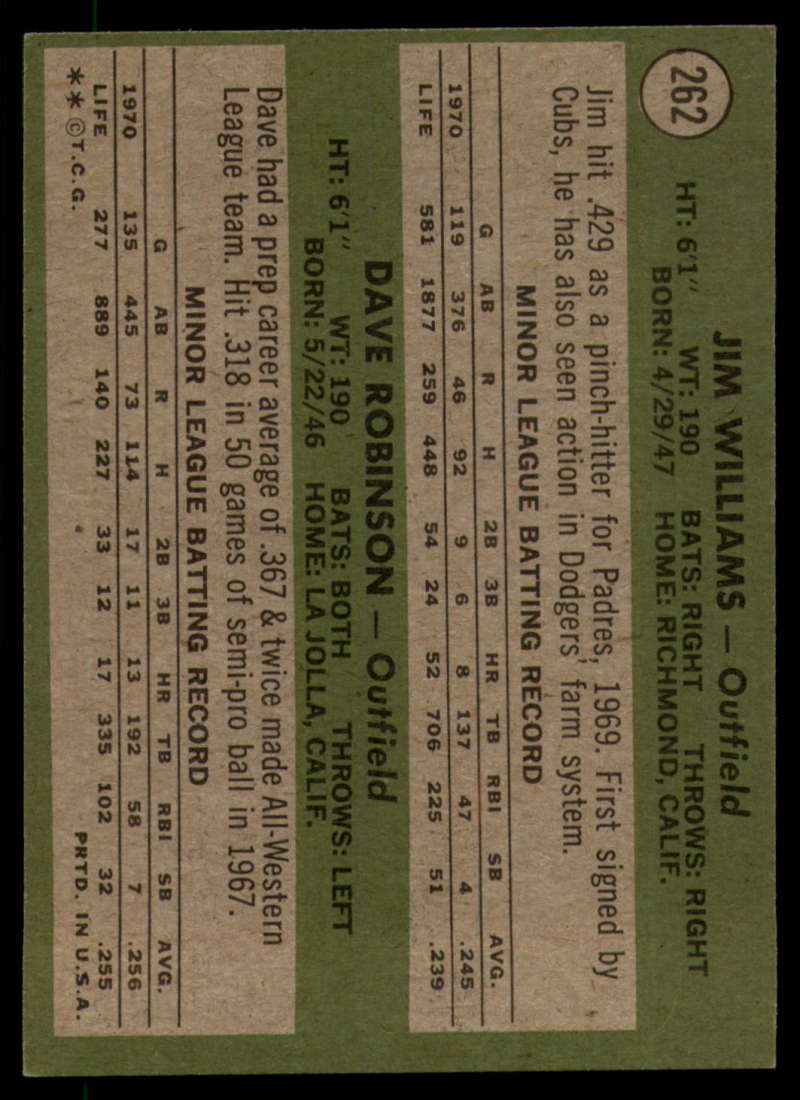 262
JIM WILLIAMS — Outfield
HT: 6'1" WT: 190 BATS: RIGHT THROWS: RIGHT
BORN: 4/29/47 HOME: RICHMOND, CALIF.
Jim hit .429 as a pinch-hitter for Padres, 1969. First signed by
Cubs, he has also seen action in Dodgers' farm system.
MINOR LEAGUE BATTING RECORD
G AB R H 2B 3B HR TB RBI SB AVG.
1970 119 376 46 92 9 6 8 137 47 4 .245
LIFE 581 1877 259 448 54 24 52 706 225 51 .239
DAVE ROBINSON — Outfield
HT: 6'1" WT: 190 BATS: BOTH THROWS: LEFT
BORN: 5/22/46 HOME: LA JOLLA, CALIF.
Dave had a prep career average of .367 & twice made All-Western
League team. Hit .318 in 50 games of semi-pro ball in 1967.
MINOR LEAGUE BATTING RECORD
G AB R H 2B 3B HR TB RBI SB AVG.
1970 135 445 73 114 17 11 13 192 58 7 .256
LIFE 277 889 140 227 33 12 17 335 102 32 .255
**©T.C.G. PRTD. IN U.S.A.